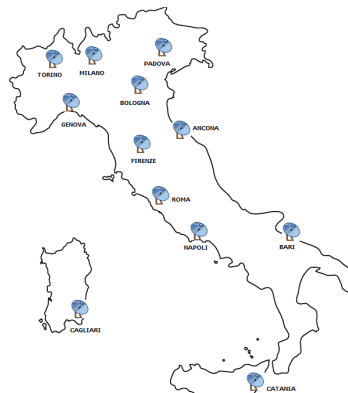 PADOVA
TORINO
MILANO
BOLOGNA
GENOVA
ANCONA
FIRENZE
ROMA
NAPOLI
BARI
CAGLIARI
CATANIA